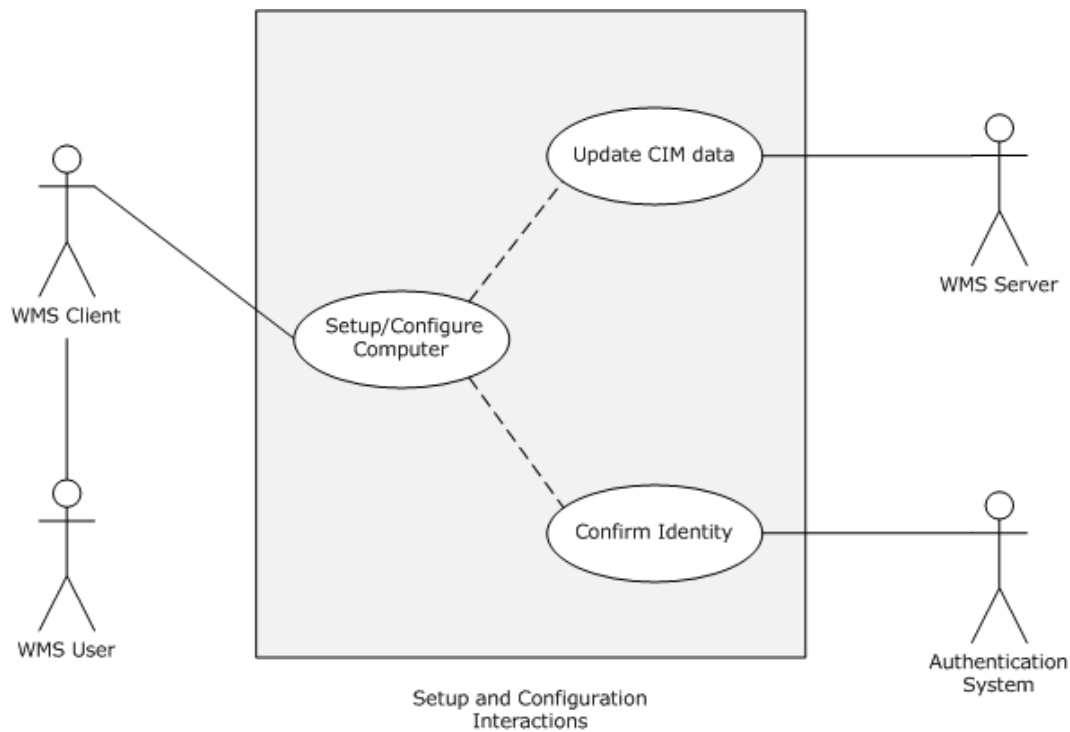 Update CIM data
WMS Client
WMS Server
Setup/Configure
Computer
Confirm Identity
WMS User
Authentication
System
Setup and Configuration
Interactions